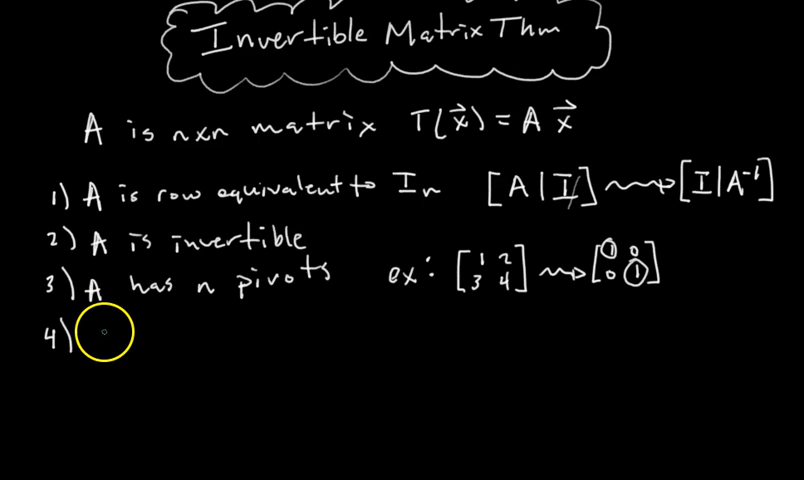 Invertible Matrix Thm
A is nxn matrix T(x⃗) = A x⃗
1) A is row equivalent to In [A | I] ⟿ [I | A⁻¹]
2) A is invertible
3) A has n pivots ex: [1 2 3 4] ⟿ [1 0 0 1]
4)